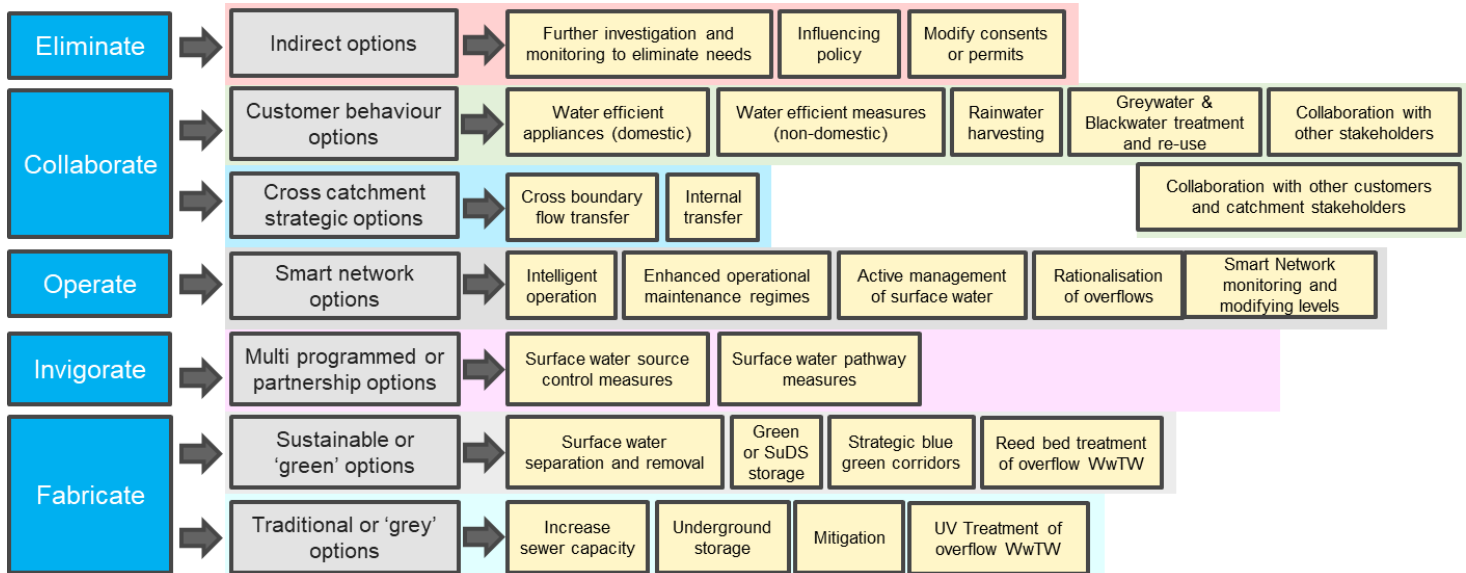 Eliminate
Indirect options
Further investigation and
monitoring to eliminate needs
Influencing
policy
Modify consents
or permits
Collaborate
Customer behaviour
options
Water efficient
appliances (domestic)
Water efficient measures
(non-domestic)
Rainwater
harvesting
Greywater &
Blackwater treatment
and re-use
Collaboration with
other stakeholders
Collaboration with other customers
and catchment stakeholders
Cross catchment
strategic options
Cross boundary
flow transfer
Internal
transfer
Operate
Smart network
options
Intelligent
operation
Enhanced operational
maintenance regimes
Active management
of surface water
Rationalisation
of overflows
Smart Network
monitoring and
modifying levels
Invigorate
Multi programmed or
partnership options
Surface water source
control measures
Surface water pathway
measures
Fabricate
Sustainable or
‘green’ options
Surface water
separation and removal
Green
or SuDS
storage
Strategic blue
green corridors
Reed bed treatment
of overflow WwTW
Traditional or ‘grey’
options
Increase
sewer capacity
Underground
storage
Mitigation
UV Treatment of
overflow WwTW